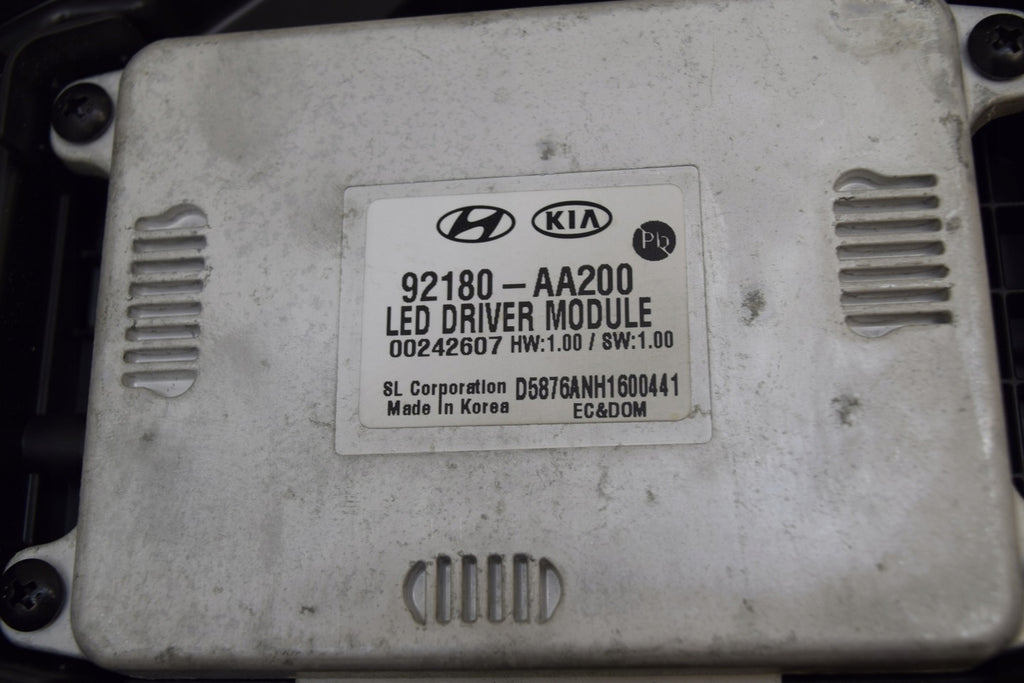 KIA
Pb
92180-AA200
LED DRIVER MODULE
00242607 HW:1.00 / SW:1.00
SL Corporation D5876ANH1600441
Made In Korea EC&DOM